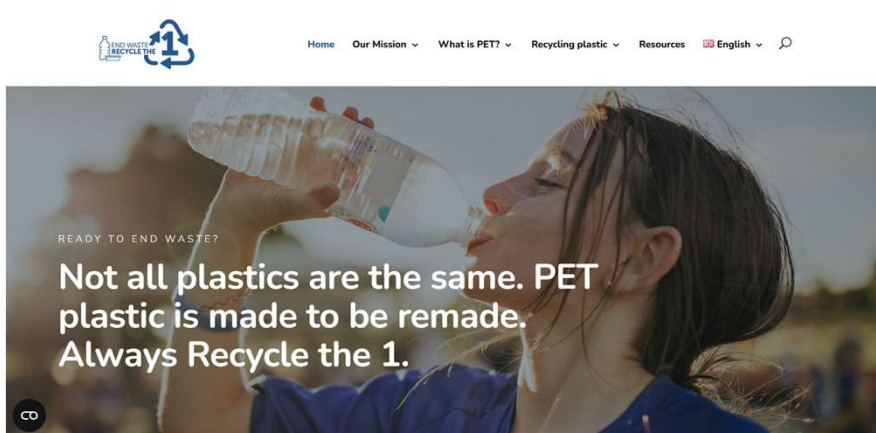 END WASTE
RECYCLE THE 1
Home
Our Mission
What is PET?
Recycling plastic
Resources
English
READY TO END WASTE?
Not all plastics are the same. PET
plastic is made to be remade.
Always Recycle the 1.